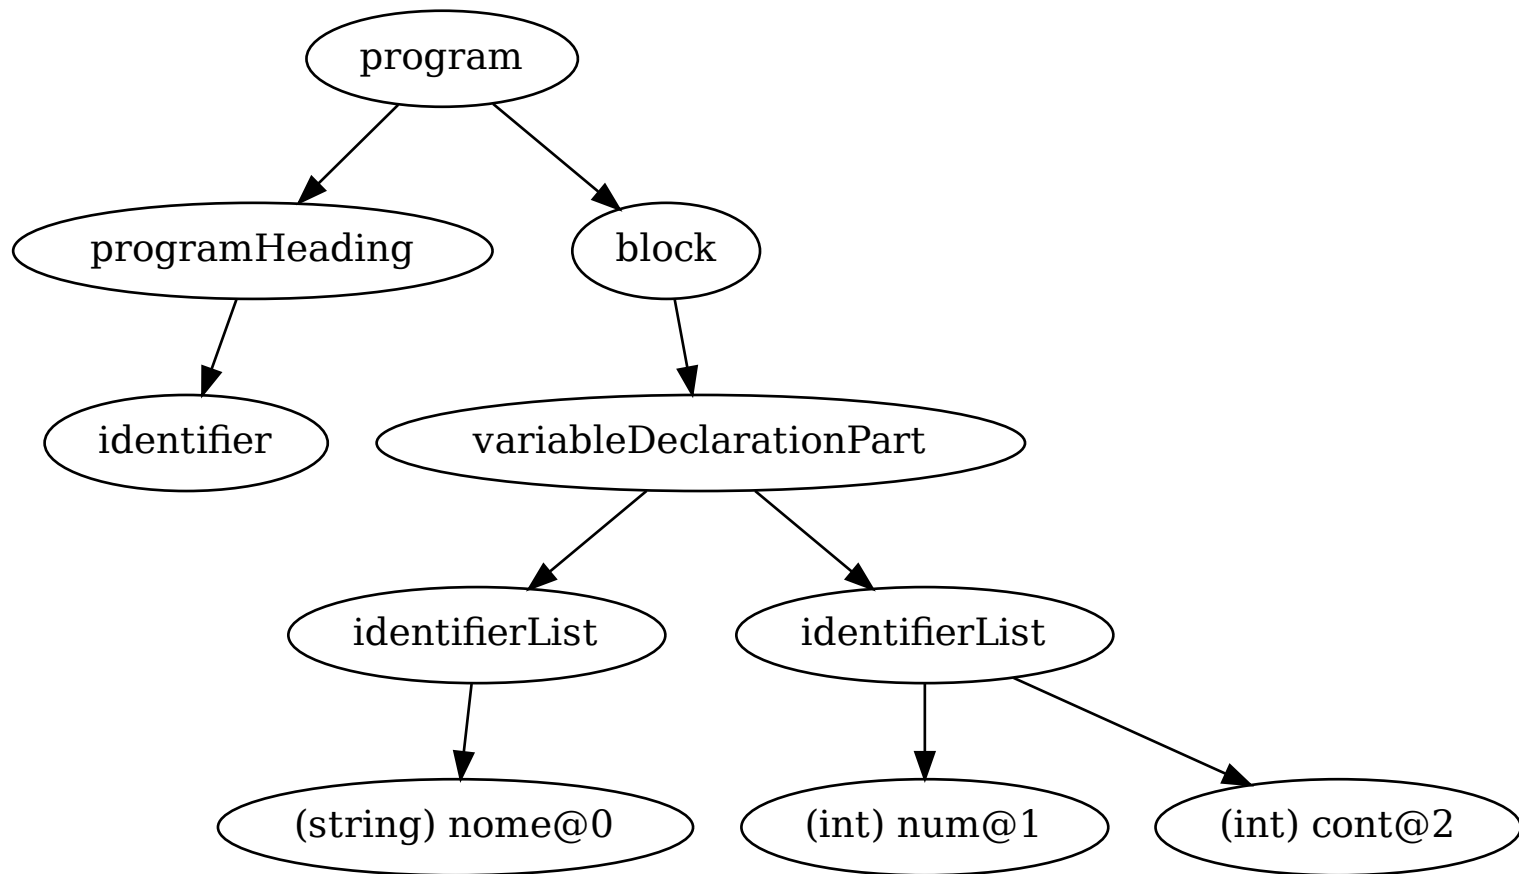 program
programHeading
block
identifier
variableDeclarationPart
identifierList
identifierList
(string) nome@0
(int) num@1
(int) cont@2